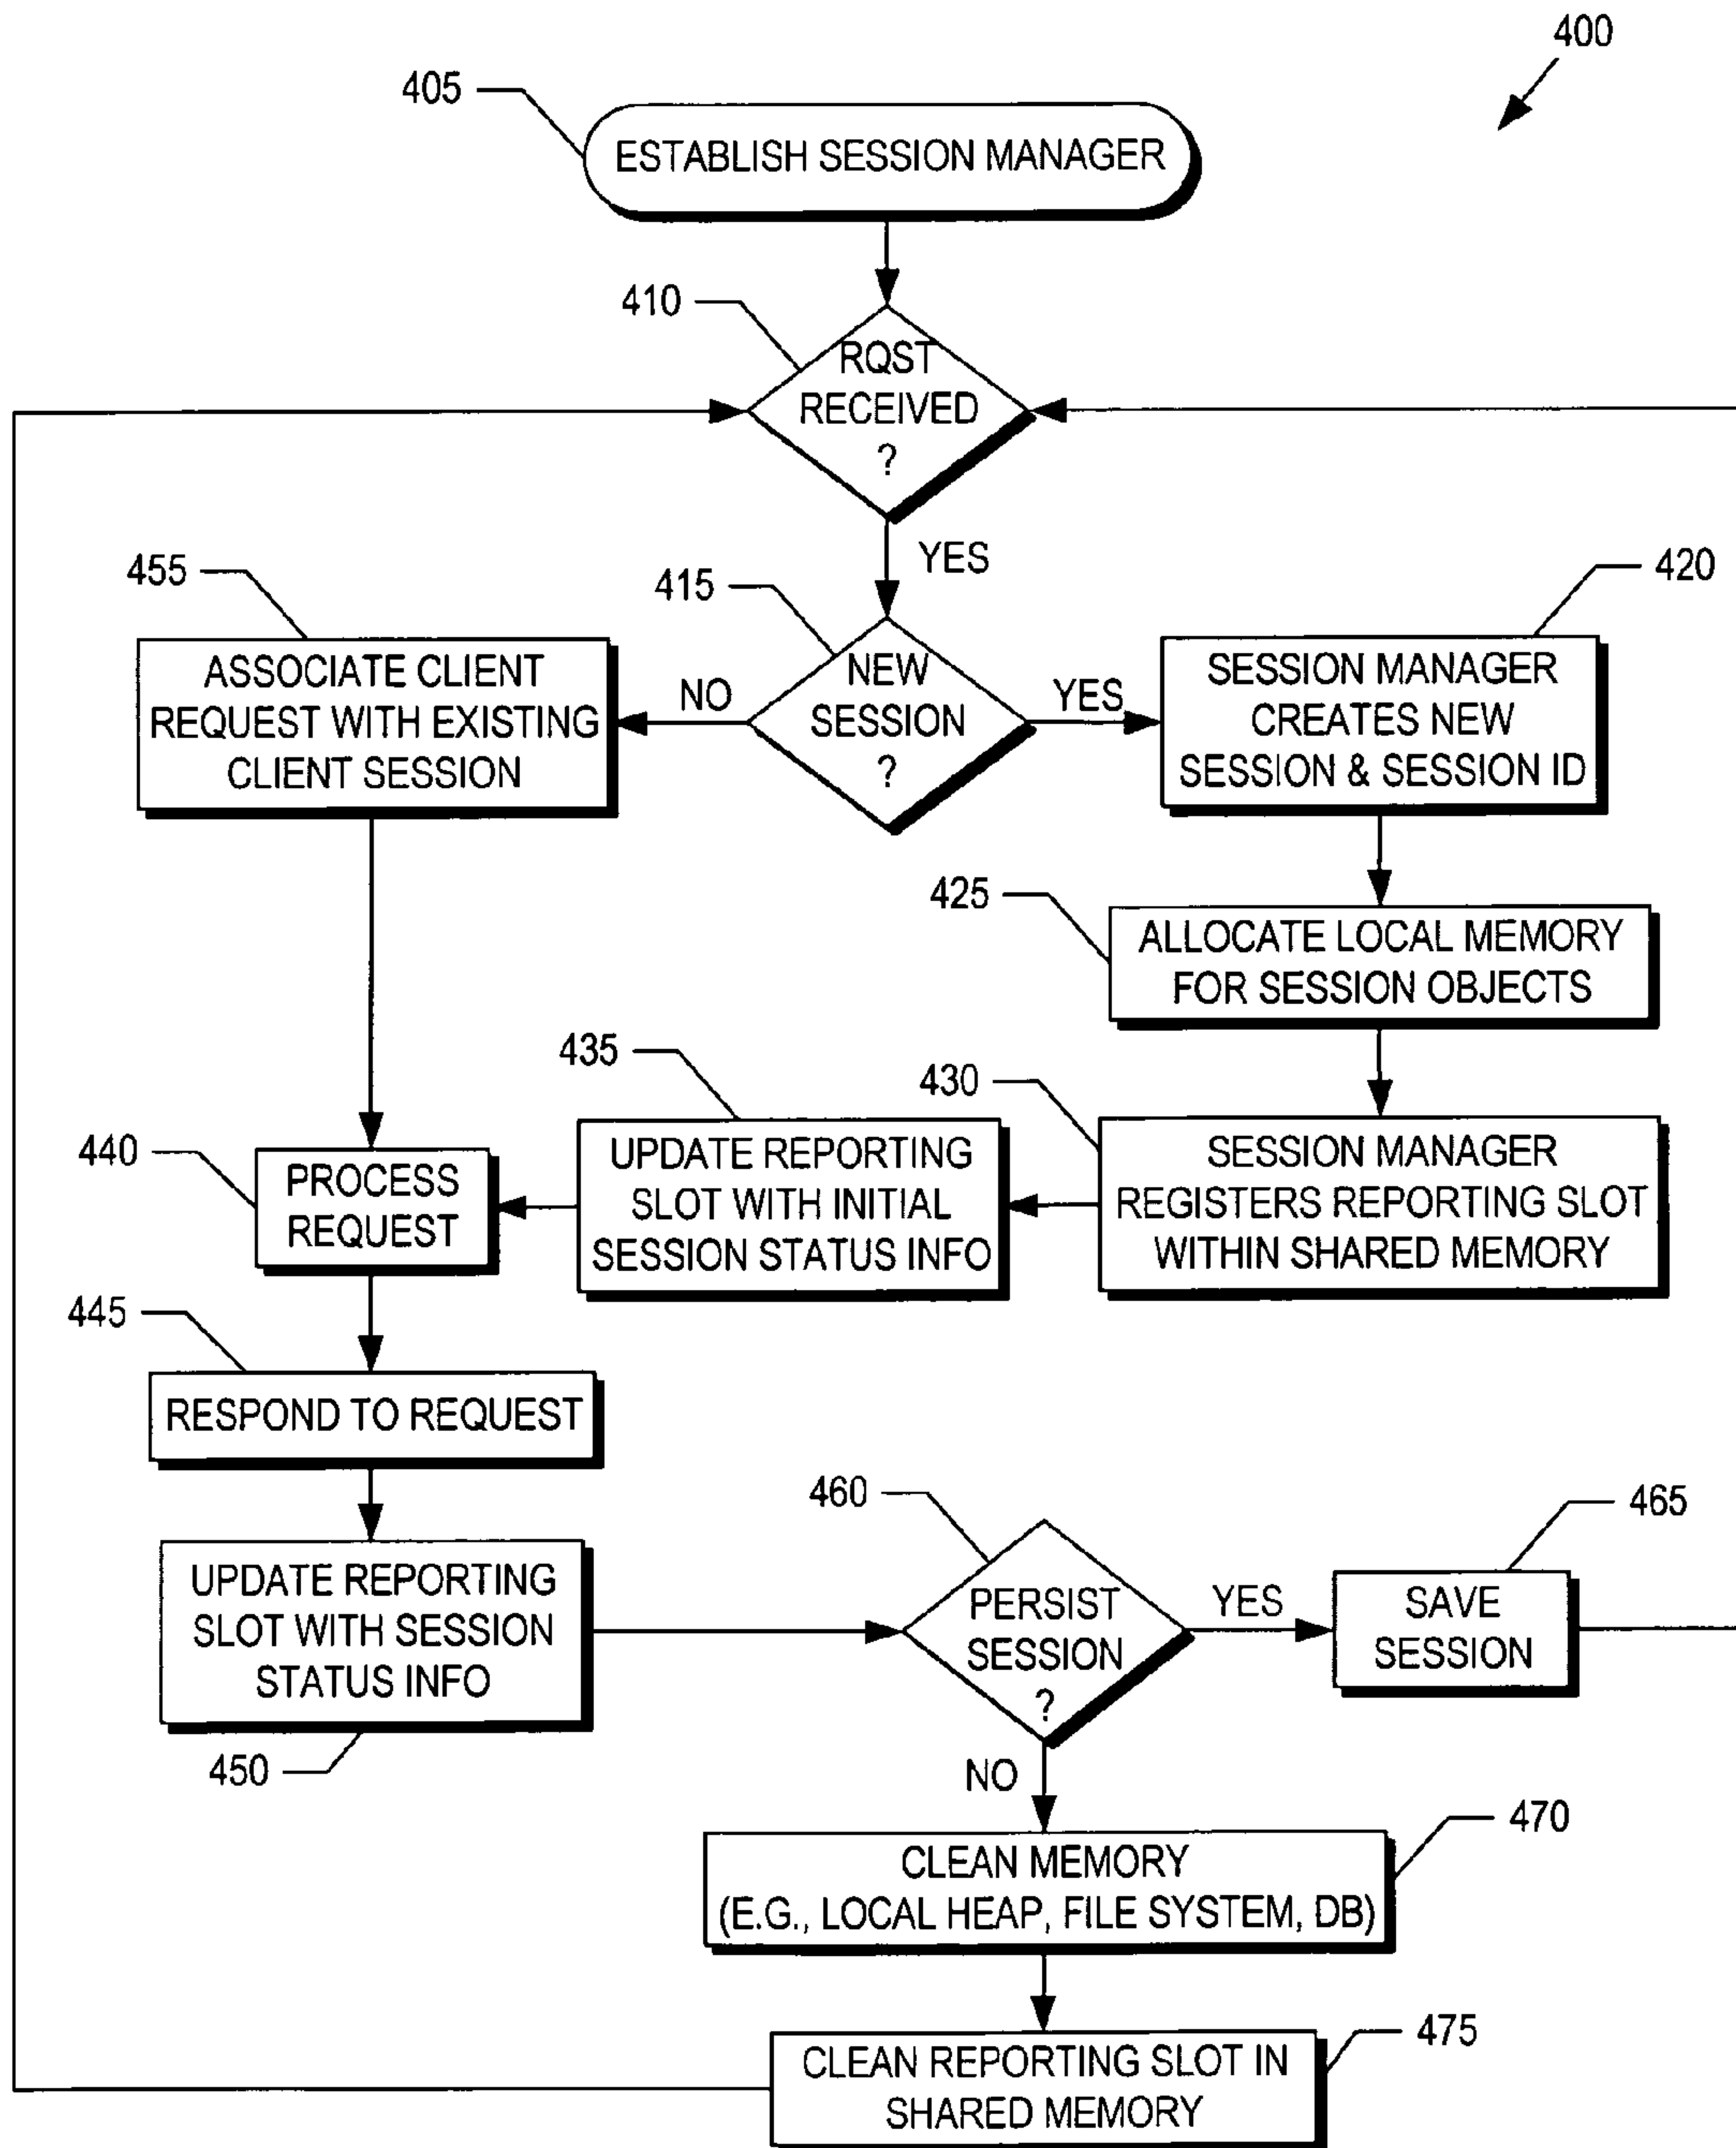 400
405
ESTABLISH SESSION MANAGER
410
RQST
RECEIVED
?
YES
455
415
420
ASSOCIATE CLIENT
REQUEST WITH EXISTING
CLIENT SESSION
NO
NEW
SESSION
?
YES
SESSION MANAGER
CREATES NEW
SESSION & SESSION ID
425
ALLOCATE LOCAL MEMORY
FOR SESSION OBJECTS
435
430
440
PROCESS
REQUEST
UPDATE REPORTING
SLOT WITH INITIAL
SESSION STATUS INFO
SESSION MANAGER
REGISTERS REPORTING SLOT
WITHIN SHARED MEMORY
445
RESPOND TO REQUEST
460
465
UPDATE REPORTING
SLOT WITH SESSION
STATUS INFO
450
PERSIST
SESSION
?
YES
SAVE
SESSION
NO
470
CLEAN MEMORY
(E.G., LOCAL HEAP, FILE SYSTEM, DB)
475
CLEAN REPORTING SLOT IN
SHARED MEMORY